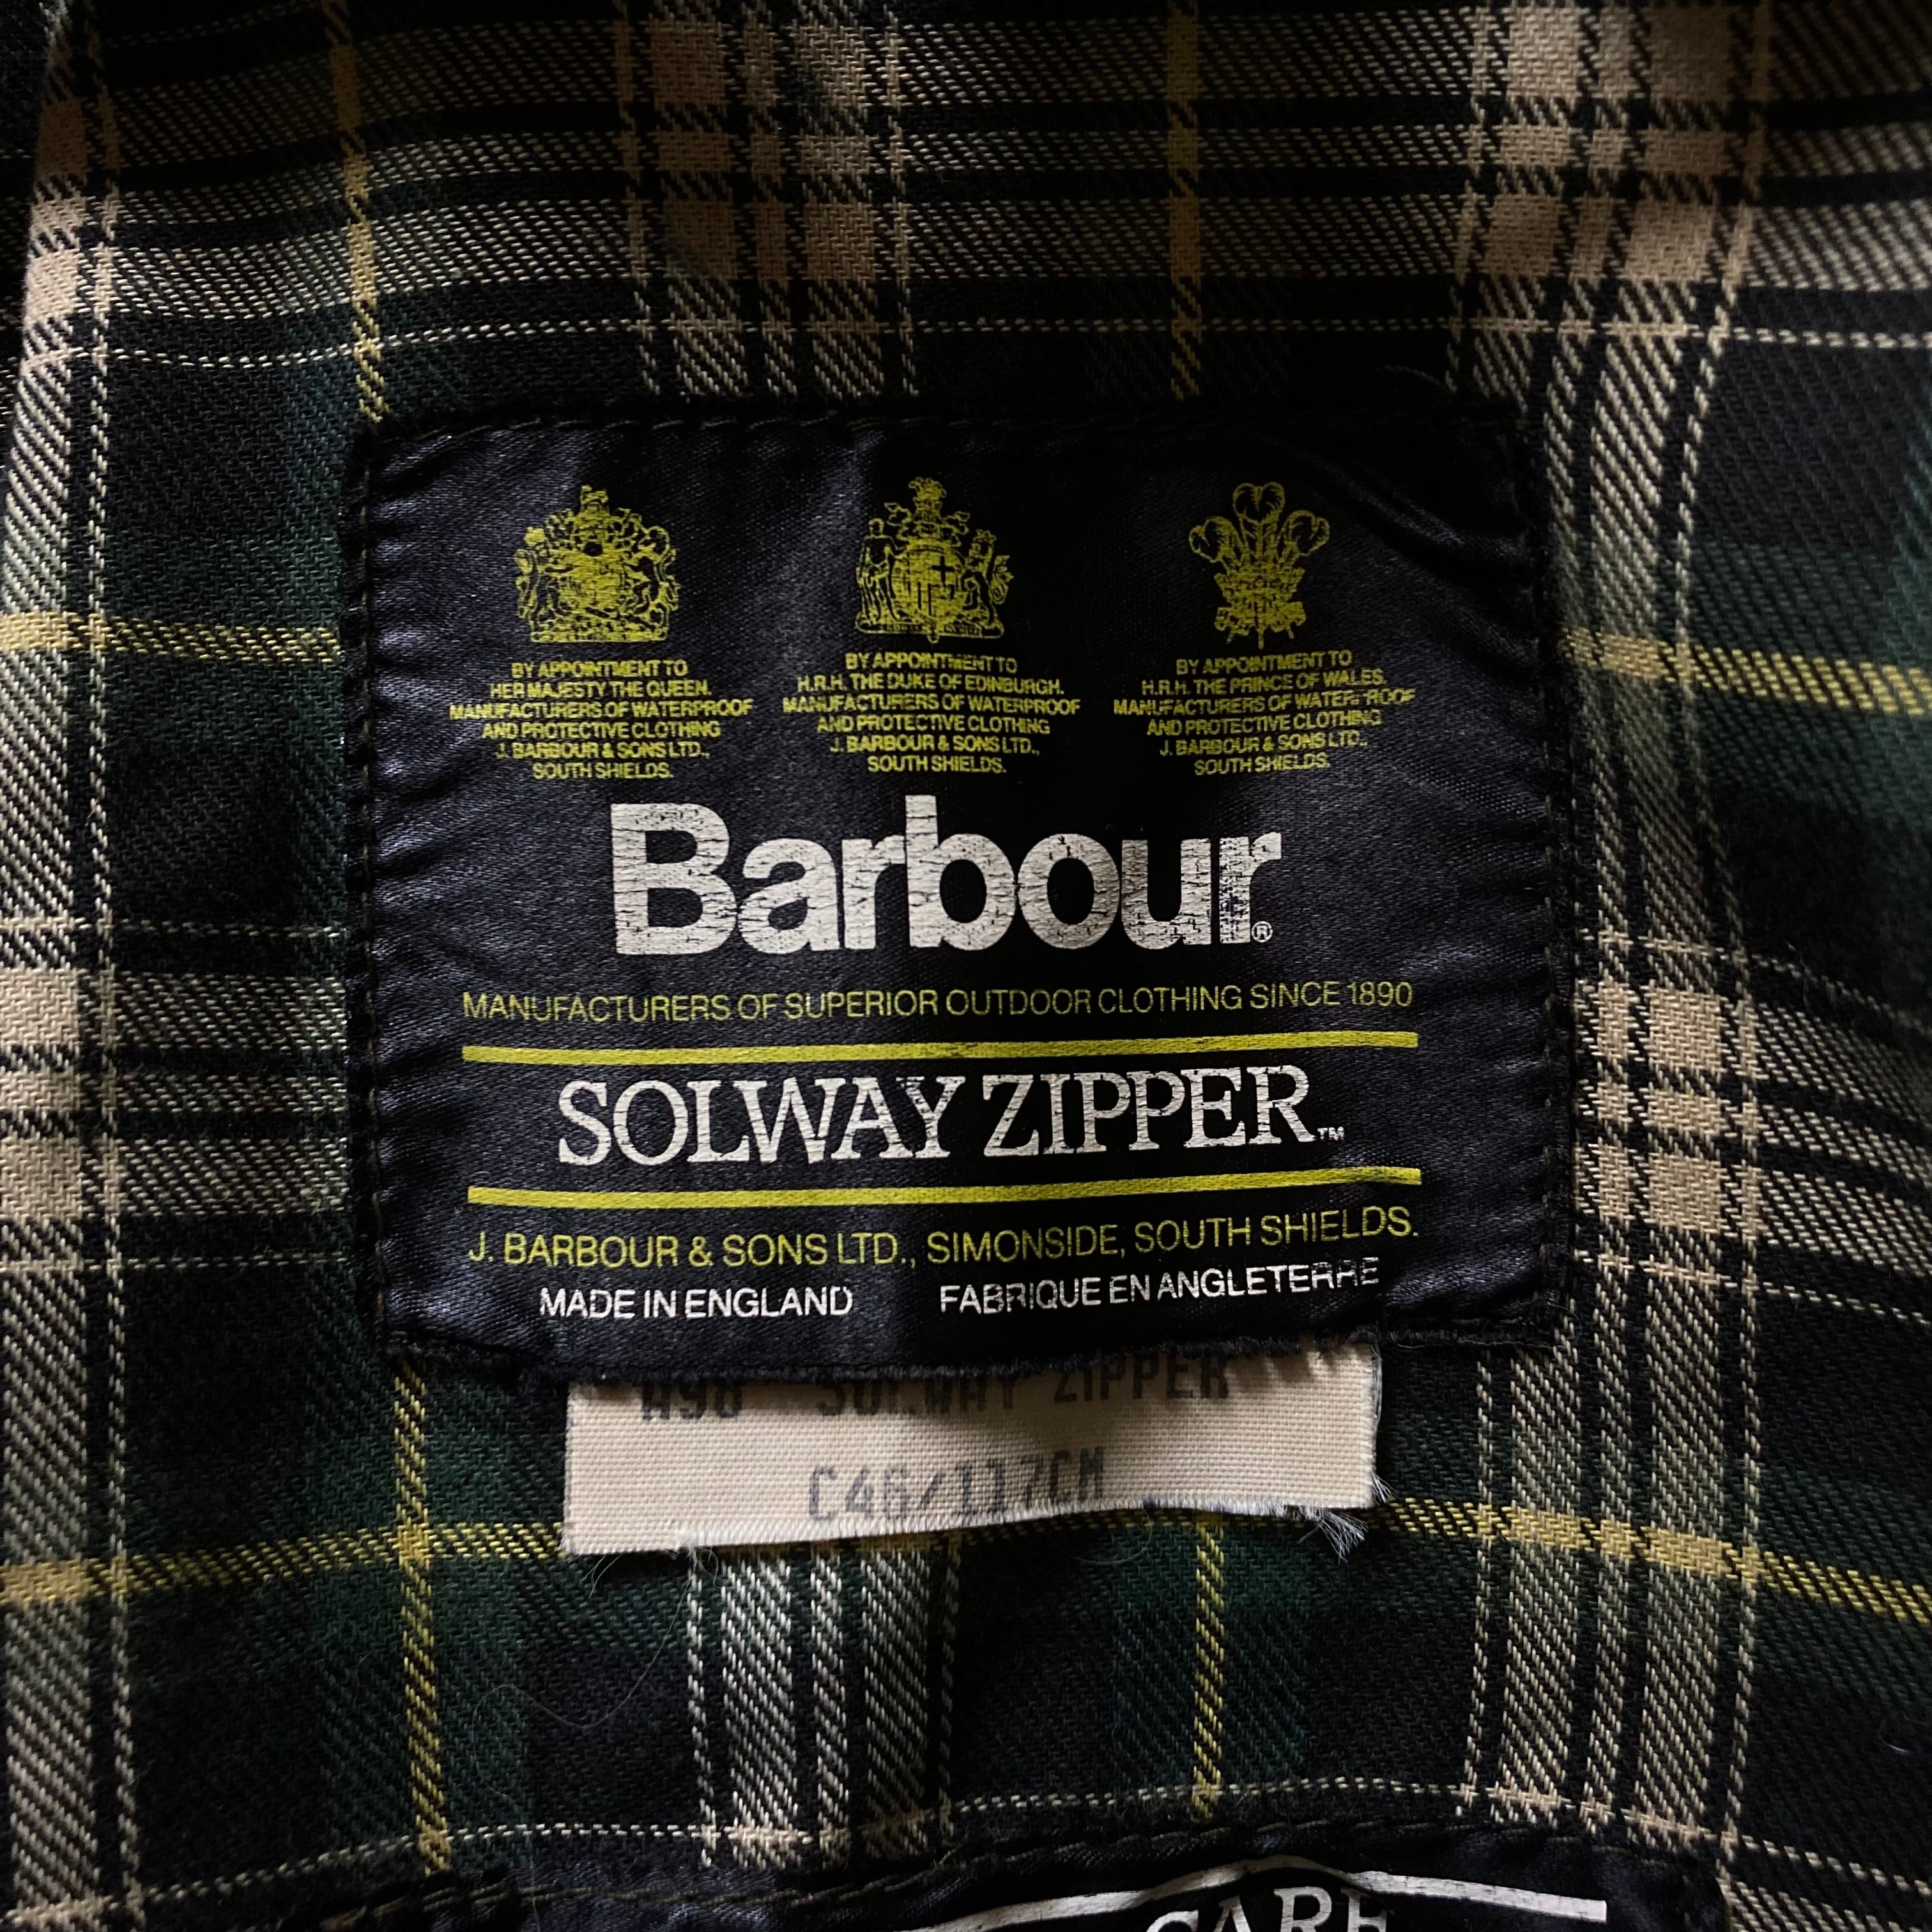 BY APPOINTMENT TO
HER MAJESTY THE QUEEN.
MANUFACTURERS OF WATERPROOF
AND PROTECTIVE CLOTHING
J. BARBOUR & SONS LTD.,
SOUTH SHIELDS.
BY APPOINTMENT TO
H.R.H. THE DUKE OF EDINBURGH.
MANUFACTURERS OF WATERPROOF
AND PROTECTIVE CLOTHING
J. BARBOUR & SONS LTD.,
SOUTH SHIELDS.
BY APPOINTMENT TO
H.R.H. THE PRINCE OF WALES.
MANUFACTURERS OF WATERPROOF
AND PROTECTIVE CLOTHING
J. BARBOUR & SONS LTD.,
SOUTH SHIELDS.
Barbour®
MANUFACTURERS OF SUPERIOR OUTDOOR CLOTHING SINCE 1890
SOLWAY ZIPPER™
J. BARBOUR & SONS LTD., SIMONSIDE, SOUTH SHIELDS.
MADE IN ENGLAND FABRIQUE EN ANGLETERRE
A98 SOLWAY ZIPPER
C46/117CM
CARE